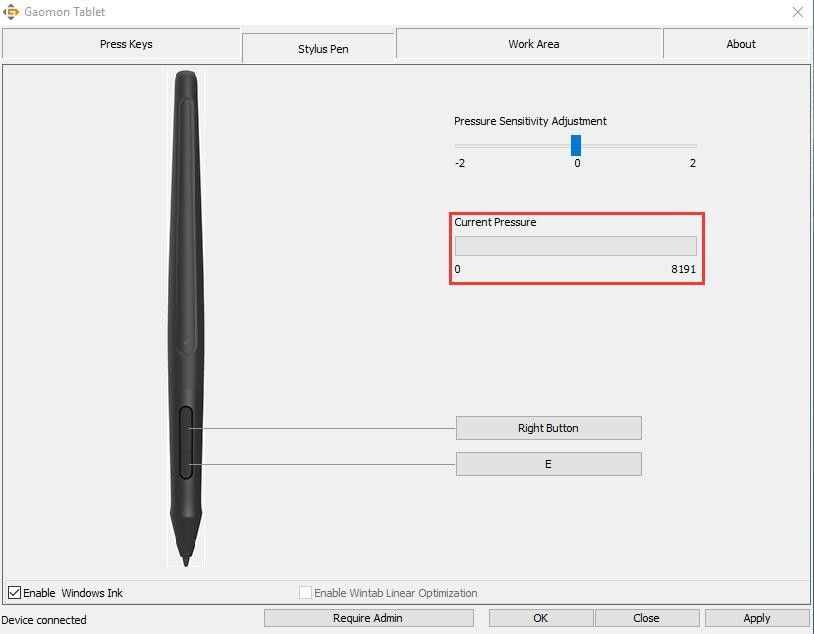 Gaomon Tablet
Press Keys
Stylus Pen
Work Area
About
Pressure Sensitivity Adjustment
-2 0 2
Current Pressure
0 8191
Right Button
E
Enable Windows Ink
Enable Wintab Linear Optimization
Device connected
Require Admin
OK
Close
Apply